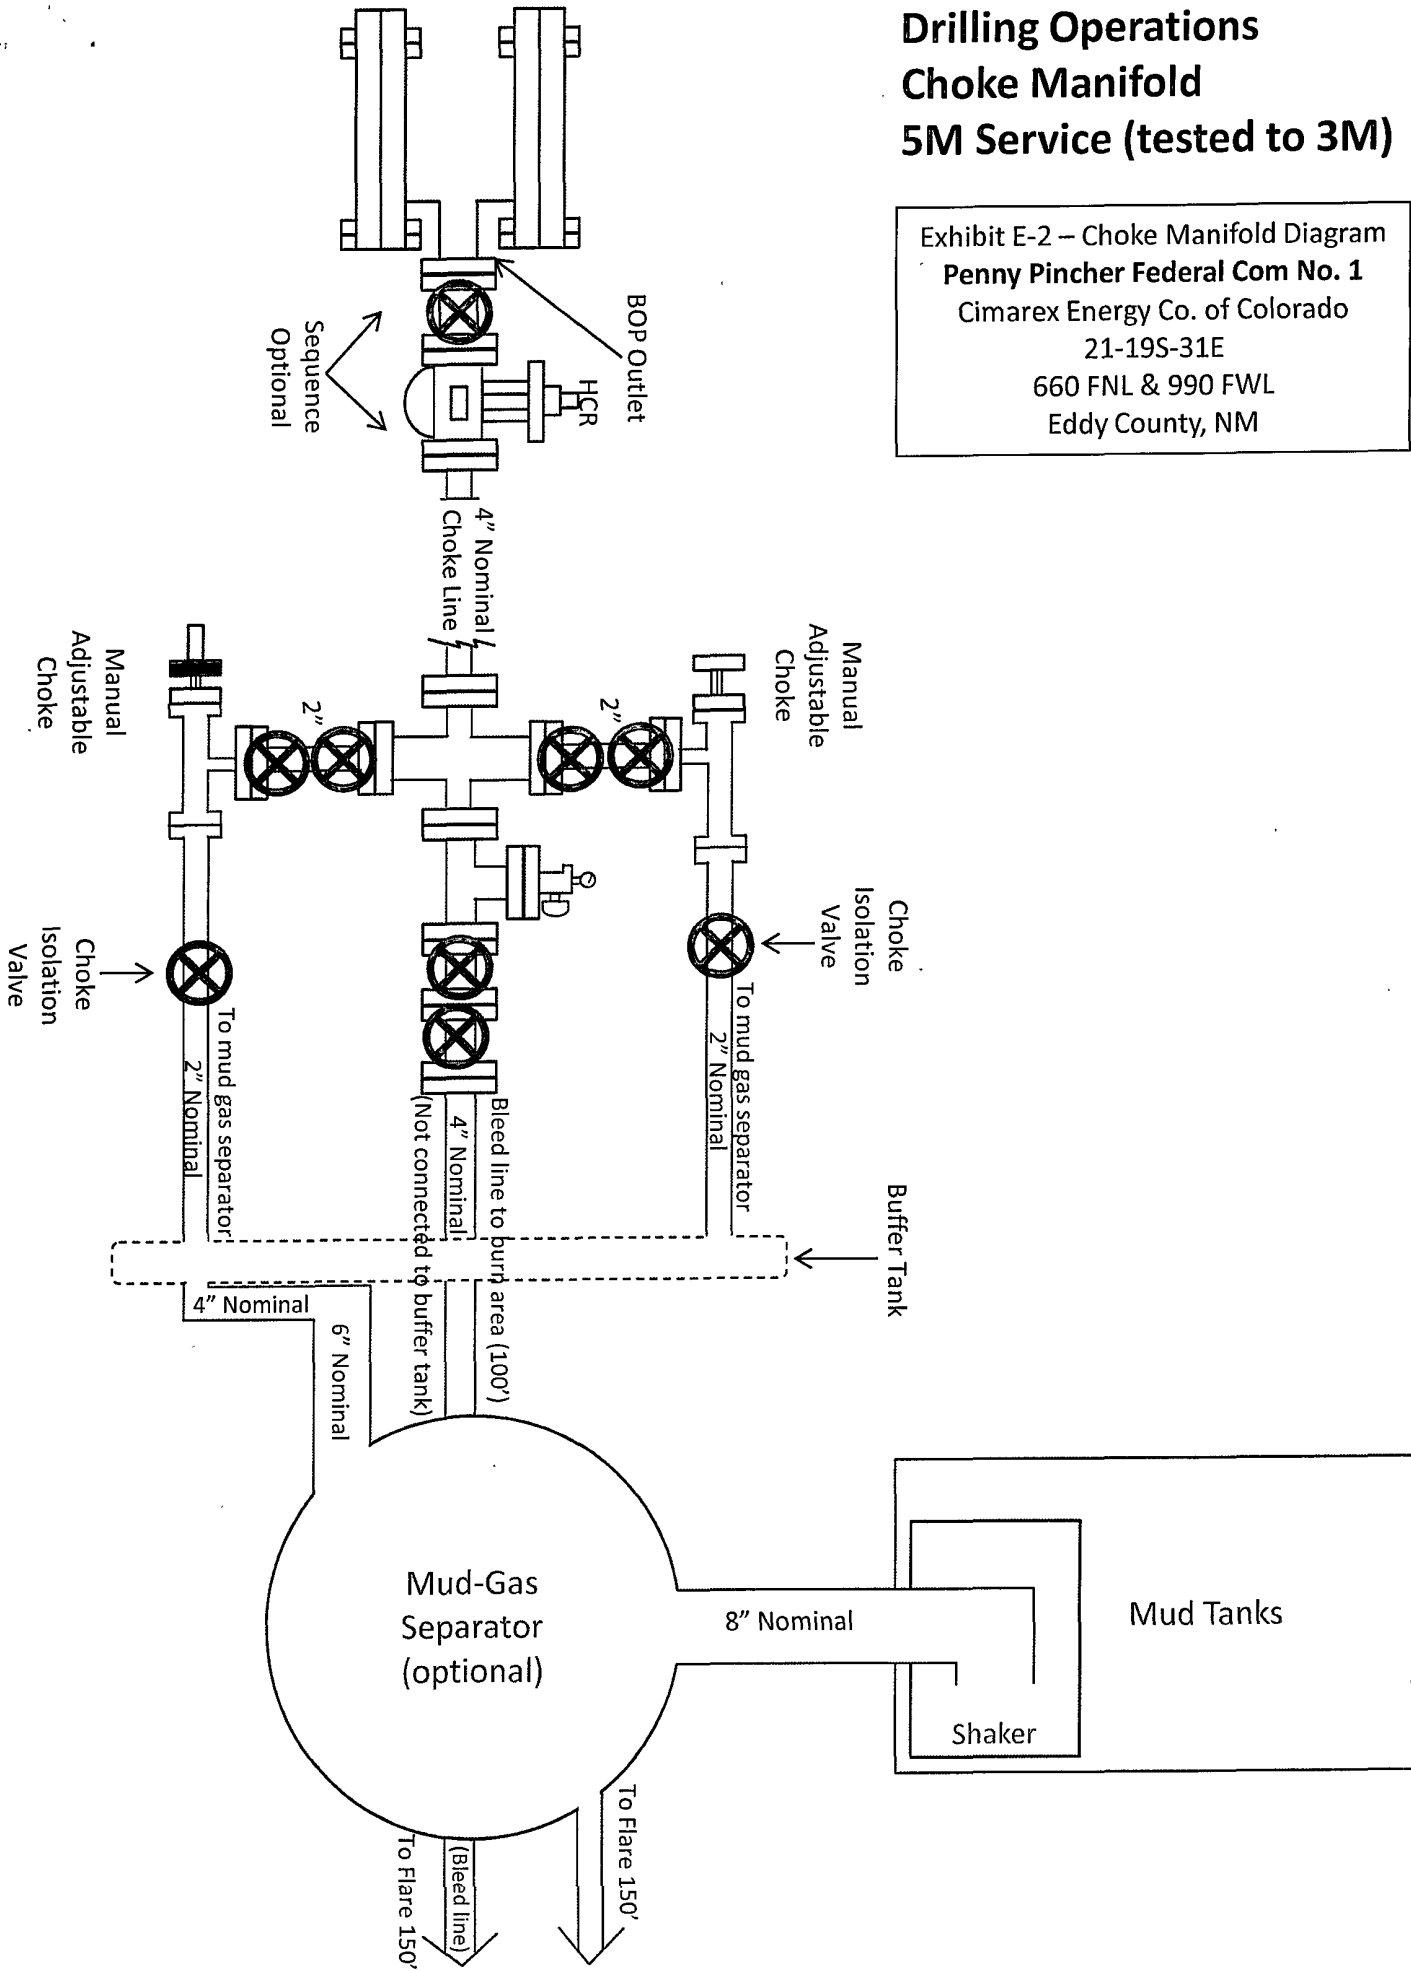 Drilling Operations
Choke Manifold
5M Service (tested to 3M)
Exhibit E-2 – Choke Manifold Diagram
Penny Pincher Federal Com No. 1
Cimarex Energy Co. of Colorado
21-19S-31E
660 FNL & 990 FWL
Eddy County, NM
BOP Outlet
HCR
Sequence
Optional
4” Nominal
Choke Line
Manual
Adjustable
Choke
Manual
Adjustable
Choke
2”
2”
Choke
Isolation
Valve
Choke
Isolation
Valve
To mud gas separator
2” Nominal
To mud gas separator
2” Nominal
Bleed line to burn area (100’)
4” Nominal
(Not connected to buffer tank)
Buffer Tank
4” Nominal
6” Nominal
Mud-Gas
Separator
(optional)
8” Nominal
Mud Tanks
Shaker
To Flare 150’
(Bleed line)
To Flare 150’